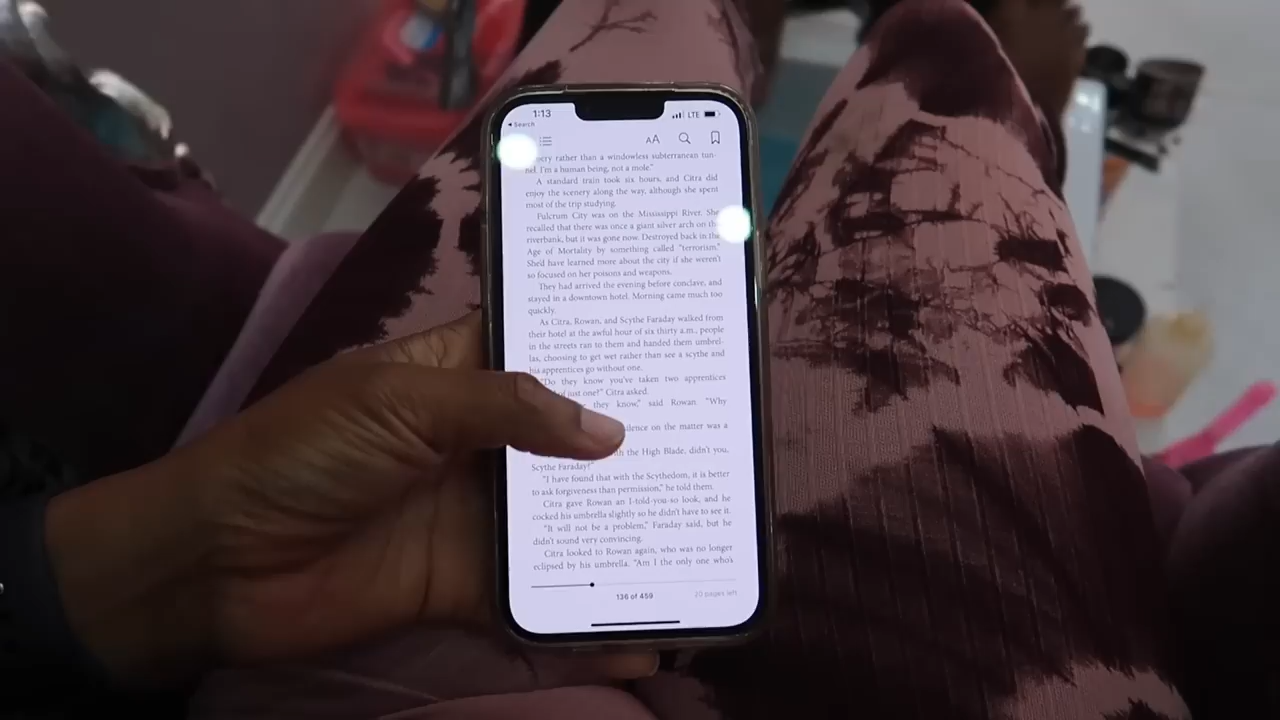 1:13
LTE
Search
AA
rather than a windowless subterranean tun-
nel. I'm a human being, not a mole."
A standard train took six hours, and Citra did
enjoy the scenery along the way, although she spent
most of the trip studying.
Fulcrum City was on the Mississippi River. She
recalled that there was once a giant silver arch on the
riverbank, but it was gone now. Destroyed back in the
Age of Mortality by something called "terrorism."
She'd have learned more about the city if she weren't
so focused on her poisons and weapons.
They had arrived the evening before conclave, and
stayed in a downtown hotel. Morning came much too
quickly.
As Citra, Rowan, and Scythe Faraday walked from
their hotel at the awful hour of six thirty a.m., people
in the streets ran to them and handed them umbrel-
las, choosing to get wet rather than see a scythe and
his apprentices go without one.
"Do they know you've taken two apprentices
of just one?" Citra asked.
they know," said Rowan. "Why
silence on the matter was a
the High Blade, didn't you,
Scythe Faraday?"
"I have found that with the Scythedom, it is better
to ask forgiveness than permission," he told them.
Citra gave Rowan an I-told-you-so look, and he
cocked his umbrella slightly so he didn't have to see it.
"It will not be a problem," Faraday said, but he
didn't sound very convincing.
Citra looked to Rowan again, who was no longer
eclipsed by his umbrella. "Am I the only one who's
136 of 459
pages left